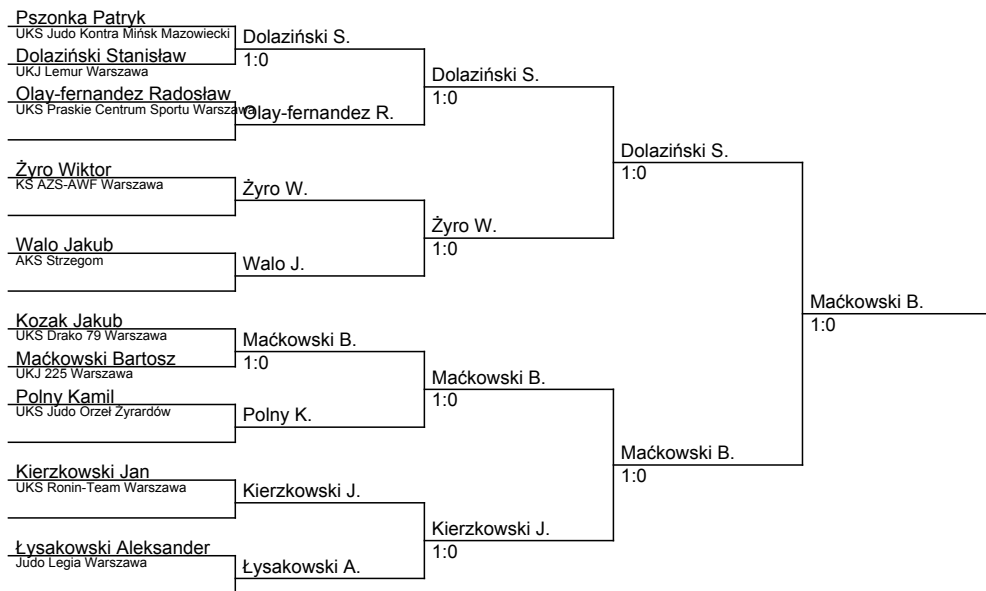 Pszonka Patryk
UKS Judo Kontra Mińsk Mazowiecki
Dolaziński Stanisław
UKJ Lemur Warszawa
Olay-fernandez Radosław
UKS Praskie Centrum Sportu Warszawa
Żyro Wiktor
KS AZS-AWF Warszawa
Walo Jakub
AKS Strzegom
Kozak Jakub
UKS Drako 79 Warszawa
Maćkowski Bartosz
UKJ 225 Warszawa
Polny Kamil
UKS Judo Orzeł Żyrardów
Kierzkowski Jan
UKS Ronin-Team Warszawa
Łysakowski Aleksander
Judo Legia Warszawa
Dolaziński S.
1:0
Olay-fernandez R.
Żyro W.
Walo J.
Maćkowski B.
1:0
Polny K.
Kierzkowski J.
Łysakowski A.
Dolaziński S.
1:0
Żyro W.
1:0
Maćkowski B.
1:0
Kierzkowski J.
1:0
Dolaziński S.
1:0
Maćkowski B.
1:0
Maćkowski B.
1:0